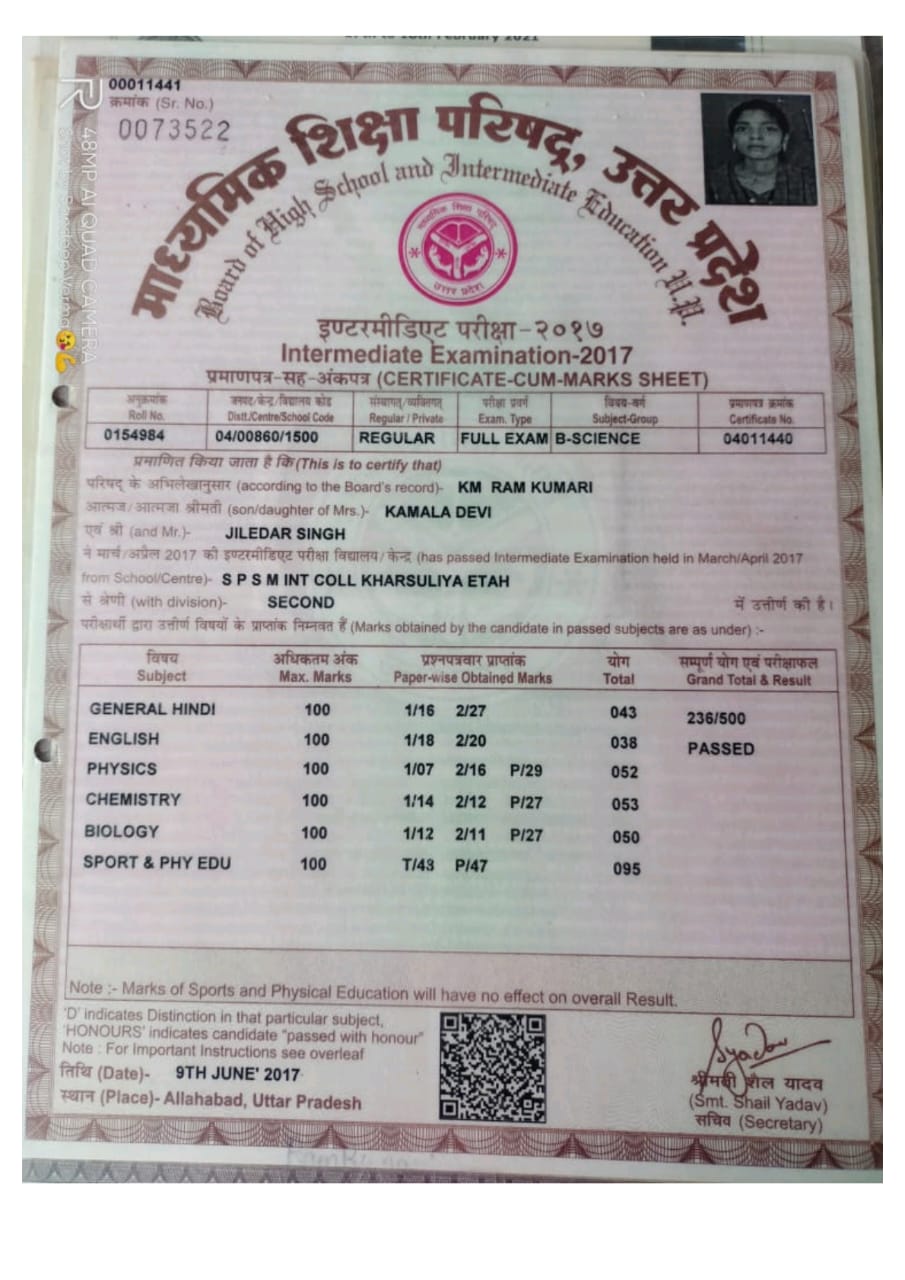 00011441
क्रमांक (Sr. No.)
0073522
माध्यमिक शिक्षा परिषद्, उत्तर प्रदेश
Board of High School and Intermediate Education U.P.
माध्यमिक शिक्षा परिषद्
उत्तर प्रदेश
48MP AI QUAD CAMERA
इण्टरमीडिएट परीक्षा-२०१७
Intermediate Examination-2017
प्रमाणपत्र-सह-अंकपत्र (CERTIFICATE-CUM-MARKS SHEET)
अनुक्रमांक जनपद/केन्द्र/विद्यालय कोड संस्थागत/व्यक्तिगत परीक्षा प्रवर्ग विषय-वर्ग प्रमाणपत्र क्रमांक
Roll No. Distt./Centre/School Code Regular / Private Exam. Type Subject-Group Certificate No.
0154984 04/00860/1500 REGULAR FULL EXAM B-SCIENCE 04011440
प्रमाणित किया जाता है कि (This is to certify that)
परिषद् के अभिलेखानुसार (according to the Board's record)- KM RAM KUMARI
आत्मज/आत्मजा श्रीमती (son/daughter of Mrs.)- KAMALA DEVI
एवं श्री (and Mr.)- JILEDAR SINGH
ने मार्च/अप्रैल 2017 की इण्टरमीडिएट परीक्षा विद्यालय/केन्द्र (has passed Intermediate Examination held in March/April 2017
from School/Centre)- S P S M INT COLL KHARSULIYA ETAH
से श्रेणी (with division)- SECOND में उत्तीर्ण की है।
परीक्षार्थी द्वारा उत्तीर्ण विषयों के प्राप्तांक निम्नवत हैं (Marks obtained by the candidate in passed subjects are as under) :-
विषय अधिकतम अंक प्रश्नपत्रवार प्राप्तांक योग सम्पूर्ण योग एवं परीक्षाफल
Subject Max. Marks Paper-wise Obtained Marks Total Grand Total & Result
GENERAL HINDI 100 1/16 2/27 043 236/500
ENGLISH 100 1/18 2/20 038 PASSED
PHYSICS 100 1/07 2/16 P/29 052
CHEMISTRY 100 1/14 2/12 P/27 053
BIOLOGY 100 1/12 2/11 P/27 050
SPORT & PHY EDU 100 T/43 P/47 095
Note :- Marks of Sports and Physical Education will have no effect on overall Result.
'D' indicates Distinction in that particular subject,
'HONOURS' indicates candidate "passed with honour"
Note : For Important Instructions see overleaf
तिथि (Date)- 9TH JUNE' 2017
स्थान (Place)- Allahabad, Uttar Pradesh
Syadav
श्रीमती शैल यादव
(Smt. Shail Yadav)
सचिव (Secretary)